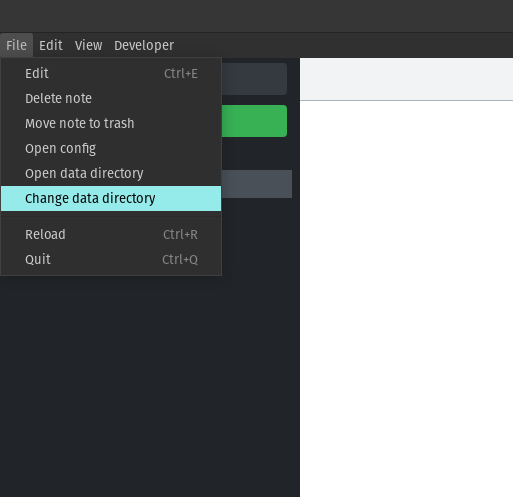 File Edit View Developer
Edit Ctrl+E
Delete note
Move note to trash
Open config
Open data directory
Change data directory
Reload Ctrl+R
Quit Ctrl+Q